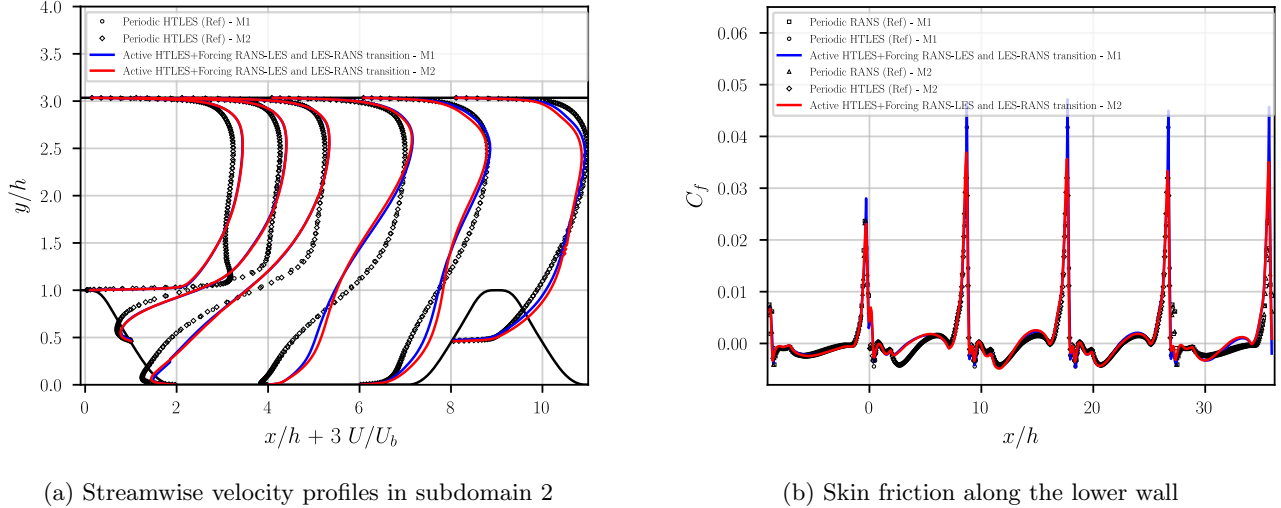 Periodic HTLES (Ref) - M1
Periodic HTLES (Ref) - M2
Active HTLES+Forcing RANS-LES and LES-RANS transition - M1
Active HTLES+Forcing RANS-LES and LES-RANS transition - M2
4.0
3.0
2.5
2.0
1.5
1.0
0.5
0.0
y/h
0
2
4
6
8
10
x/h + 3 U/U_b
(a) Streamwise velocity profiles in subdomain 2
Periodic RANS (Ref) - M1
Periodic HTLES (Ref) - M1
Active HTLES+Forcing RANS-LES and LES-RANS transition - M1
Periodic RANS (Ref) - M2
Periodic HTLES (Ref) - M2
Active HTLES+Forcing RANS-LES and LES-RANS transition - M2
0.06
0.05
0.04
0.03
0.02
0.01
0.00
C_f
0
10
20
30
x/h
(b) Skin friction along the lower wall